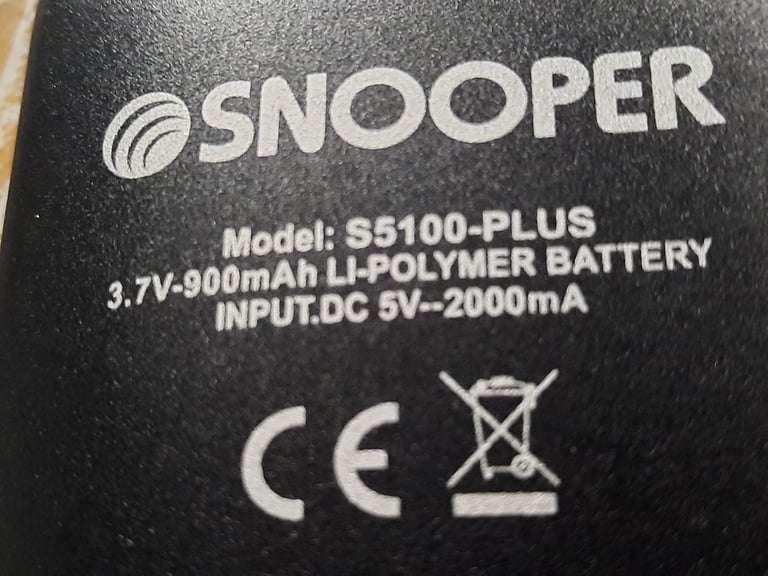 SNOOPER
Model: S5100-PLUS
3.7V-900mAh LI-POLYMER BATTERY
INPUT.DC 5V--2000mA
CE